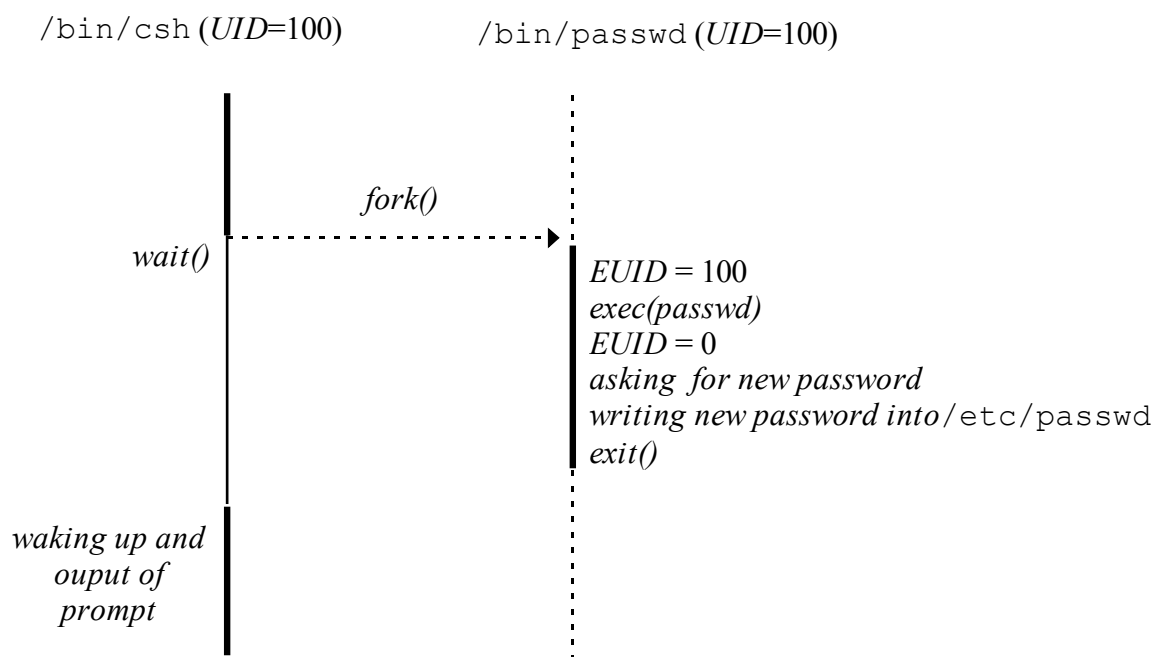 /bin/csh (UID=100)
/bin/passwd (UID=100)
fork()
wait()
EUID = 100
exec(passwd)
EUID = 0
asking for new password
writing new password into/etc/passwd
exit()
waking up and
ouput of
prompt